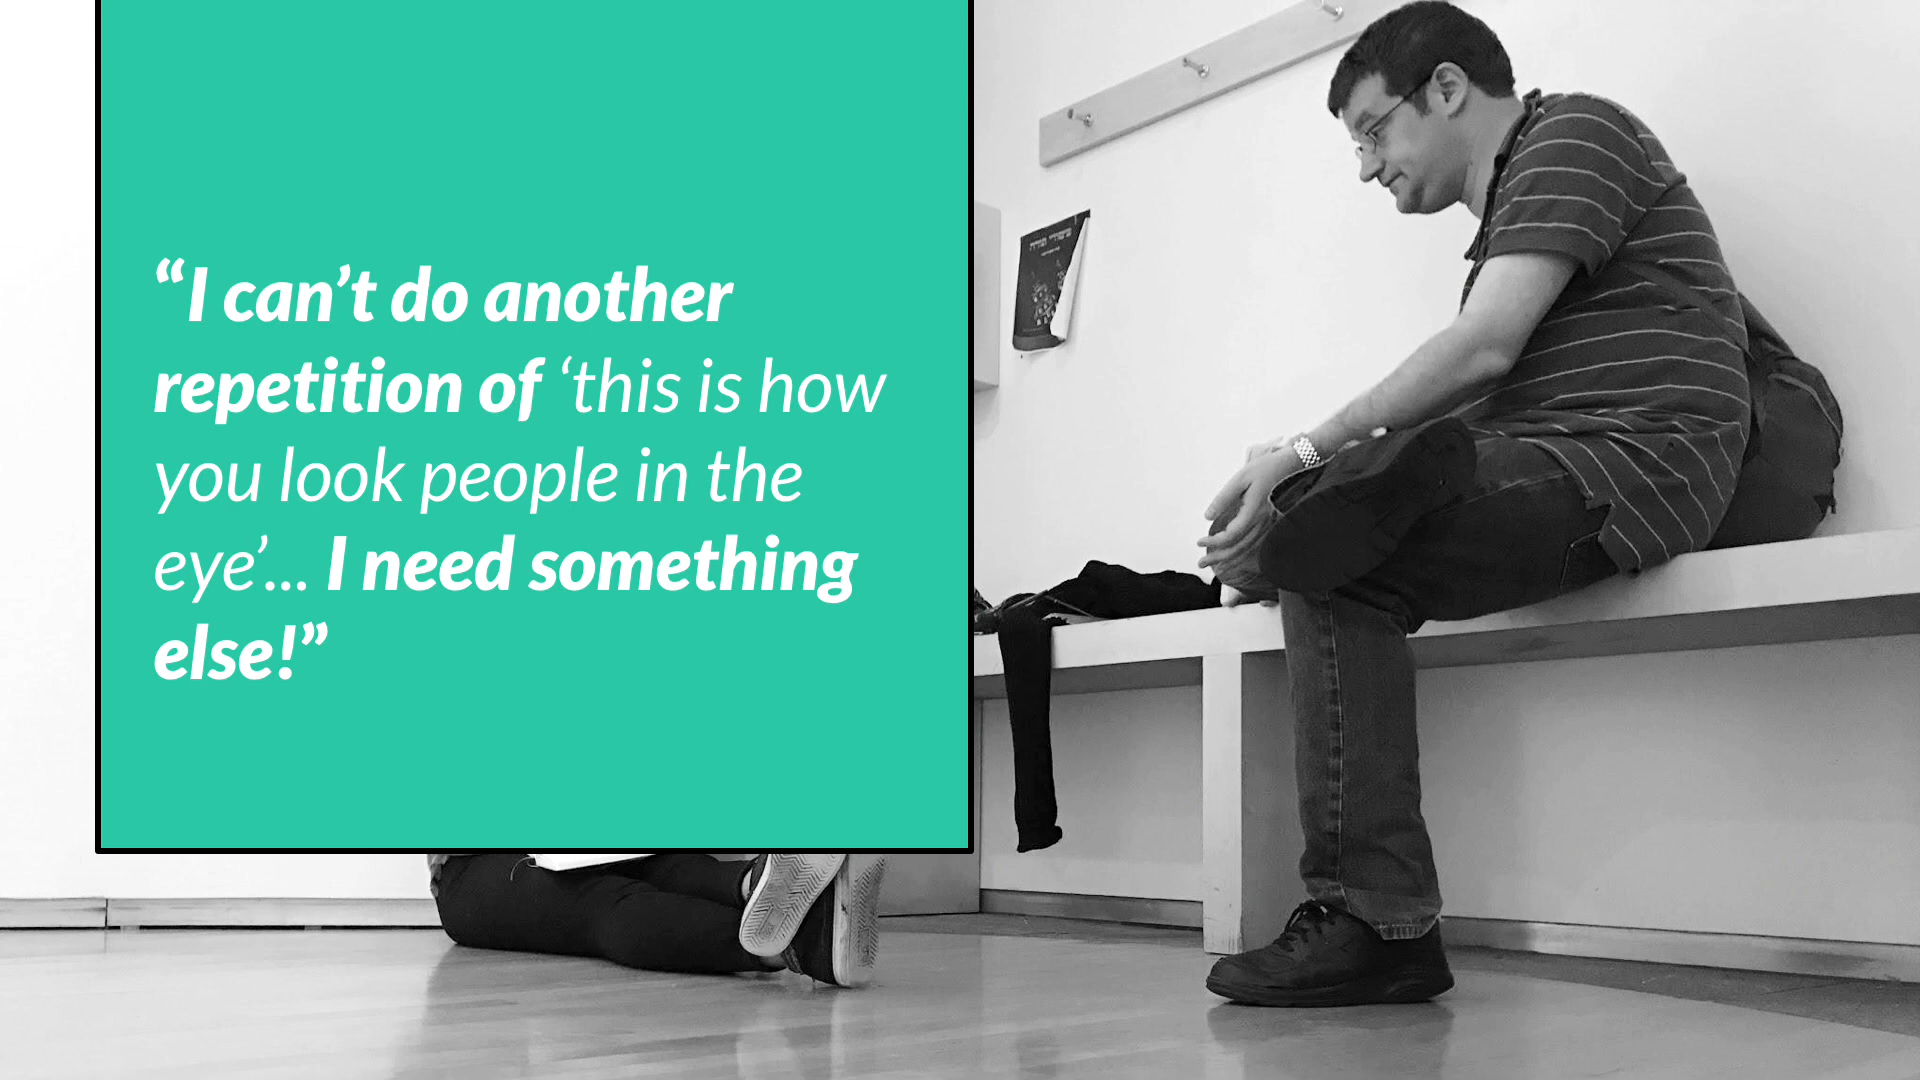 “I can’t do another
repetition of ‘this is how
you look people in the
eye’... I need something
else!”